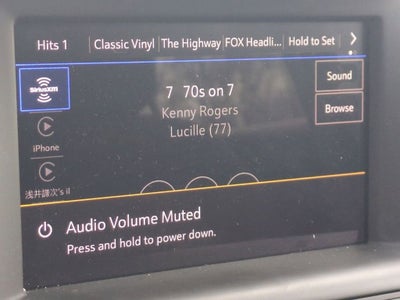 Hits 1 Classic Vinyl The Highway FOX Headli... Hold to Set
SiriusXM
7 70s on 7
Kenny Rogers
Lucille (77)
Sound
Browse
iPhone
浅井謙次's il
Audio Volume Muted
Press and hold to power down.